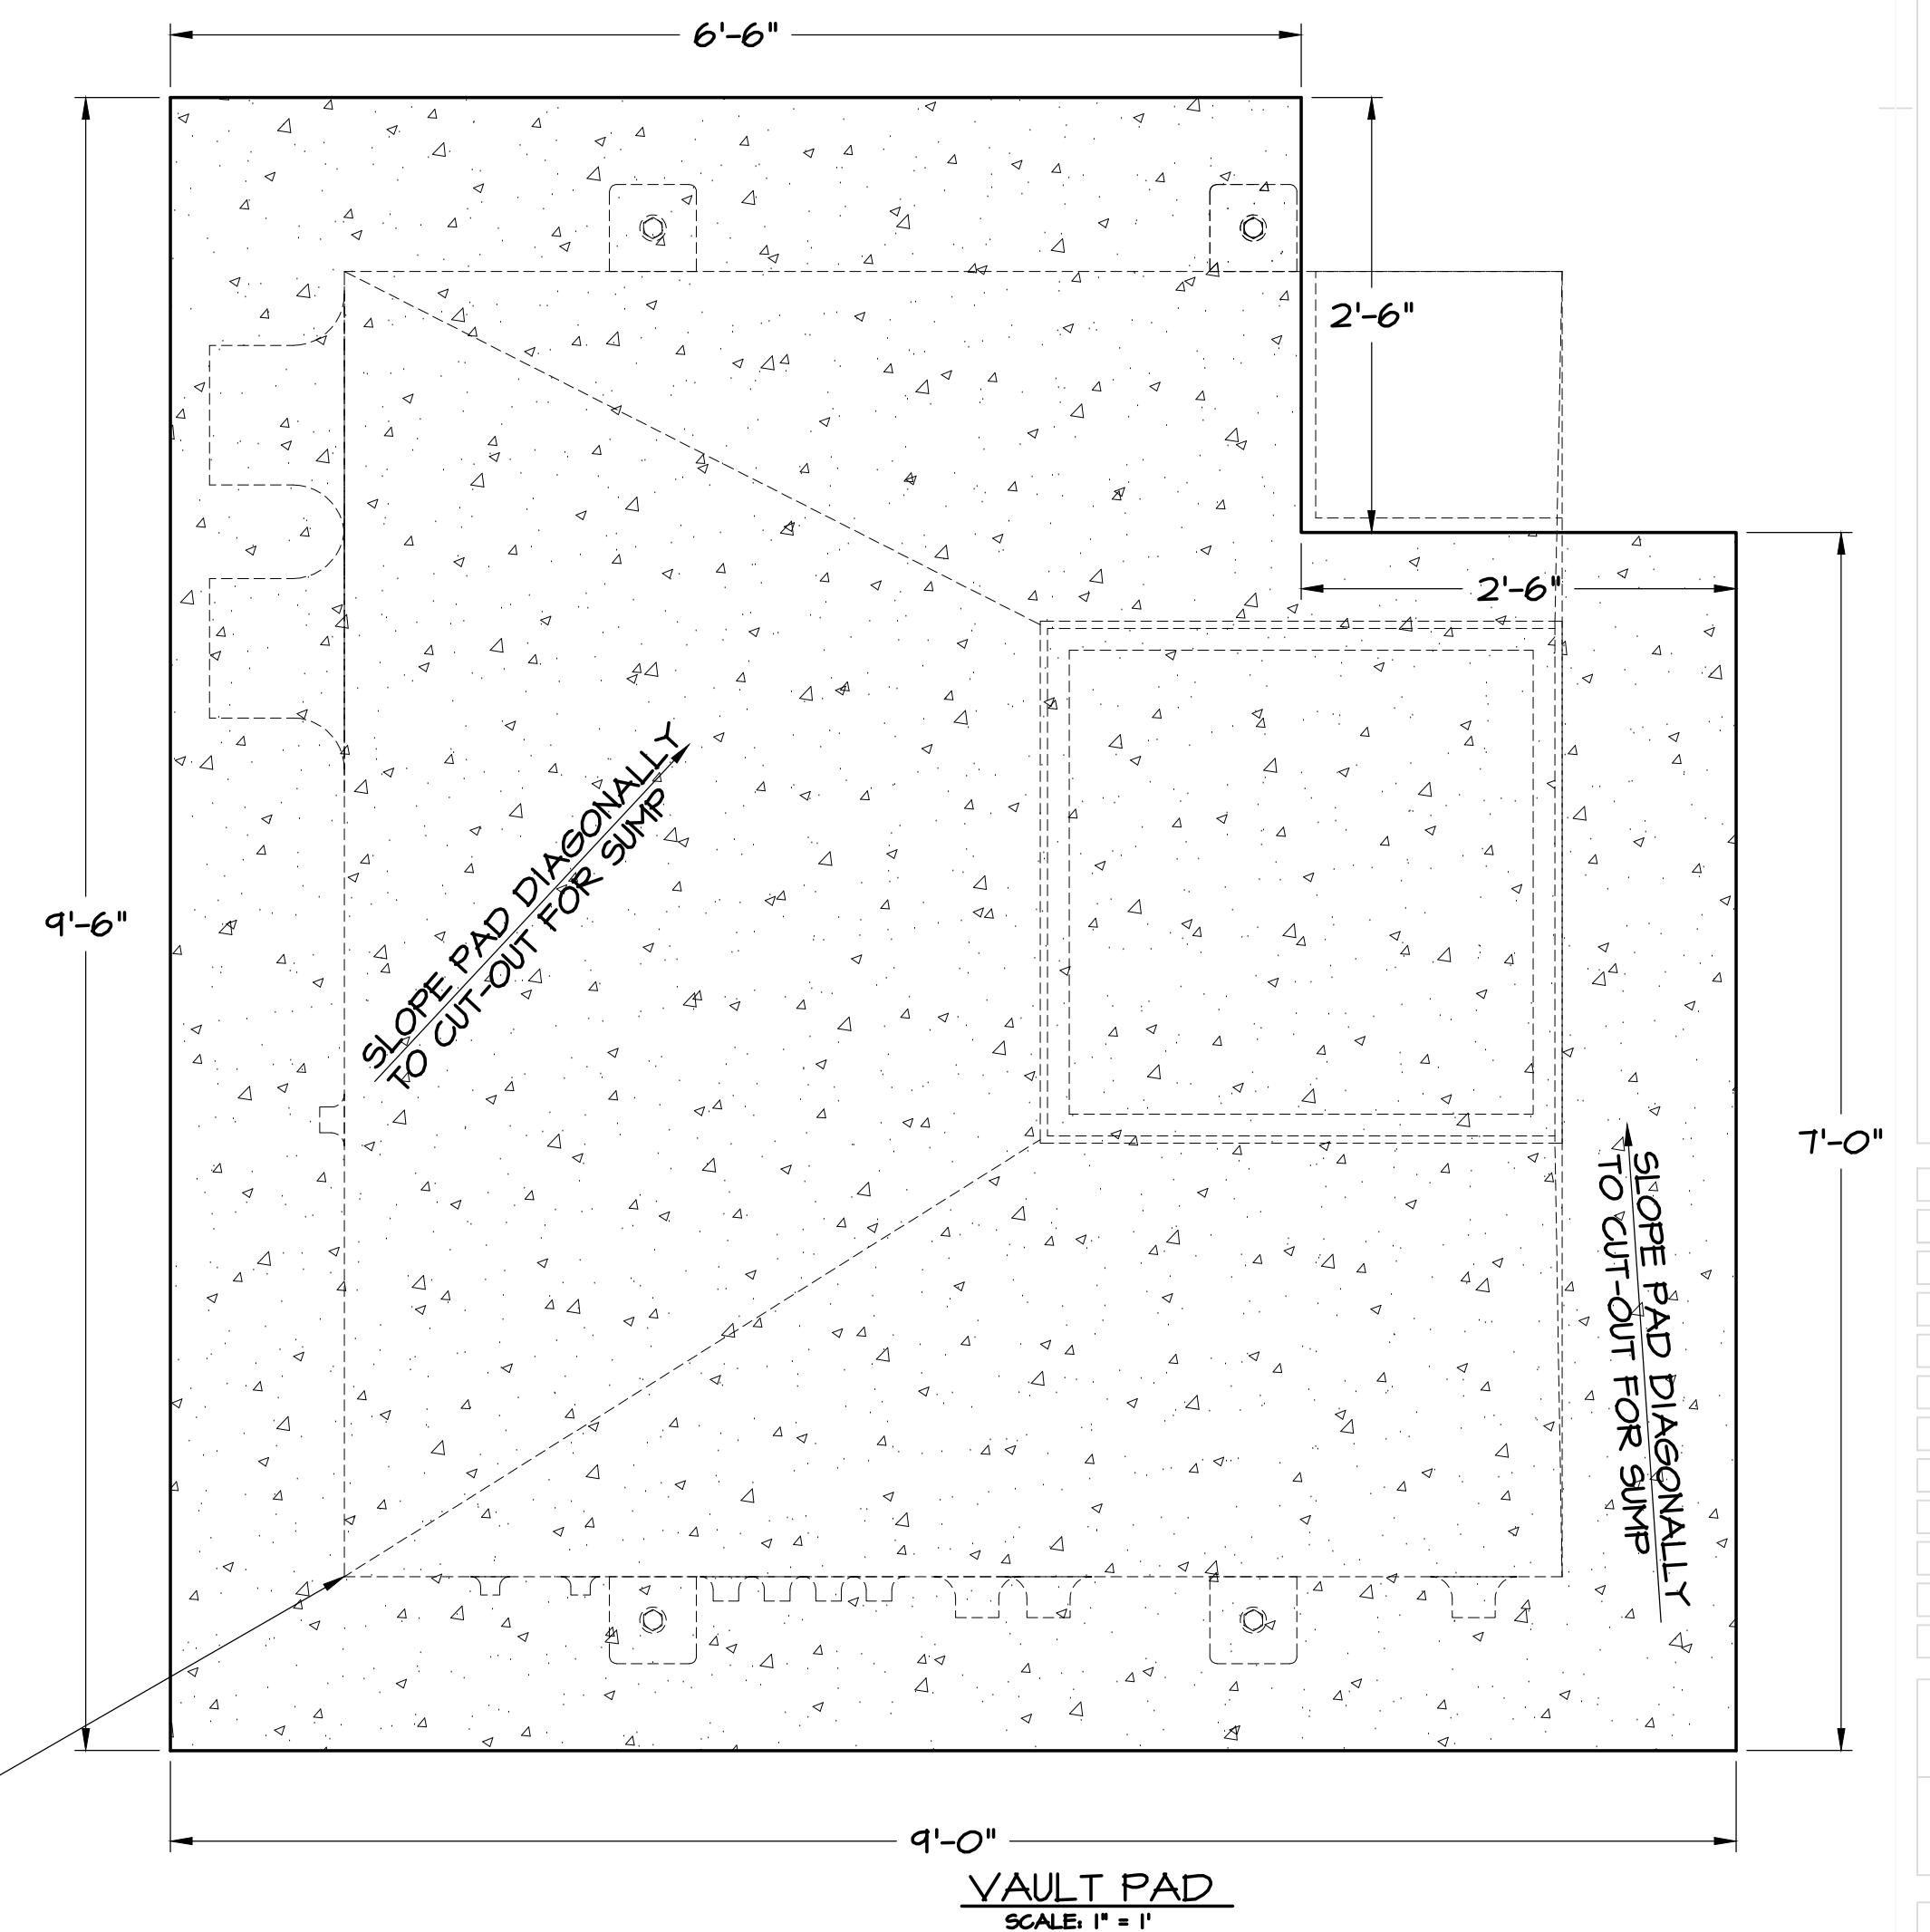 6'-6"
2'-6"
2'-6"
SLOPE PAD DIAGONALLY
TO CUT-OUT FOR SUMP
9'-6"
7'-0"
SLOPE PAD DIAGONALLY
TO CUT-OUT FOR SUMP
9'-0"
VAULT PAD
SCALE: 1" = 1'